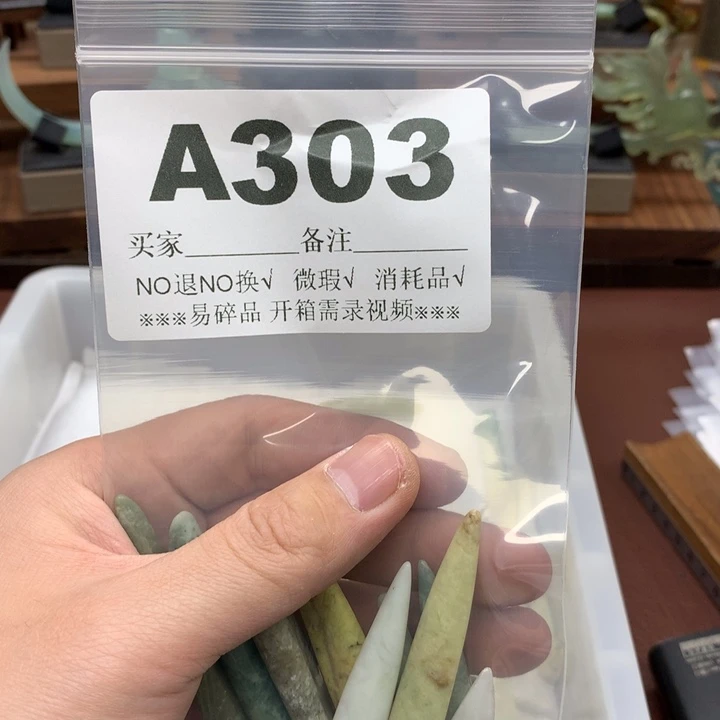 A303
买家________备注________
NO退NO换√ 微瑕√ 消耗品√
※※※易碎品 开箱需录视频※※※